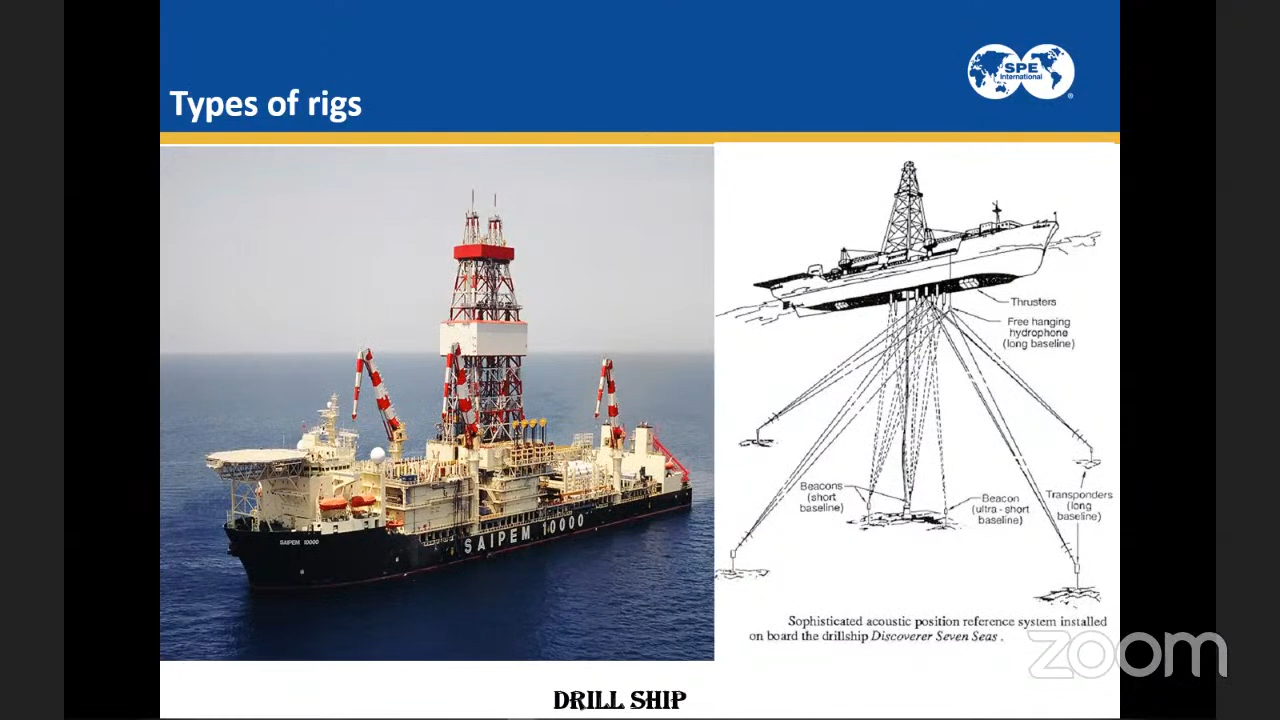 SPE
International
Types of rigs
SAIPEM 10000
SAIPEM 10000
Thrusters
Free hanging
hydrophone
(long baseline)
Beacons
(short
baseline)
Beacon
(ultra-short
baseline)
Transponders
(long
baseline)
Sophisticated acoustic position reference system installed
on board the drillship Discoverer Seven Seas .
zoom
DRILL SHIP